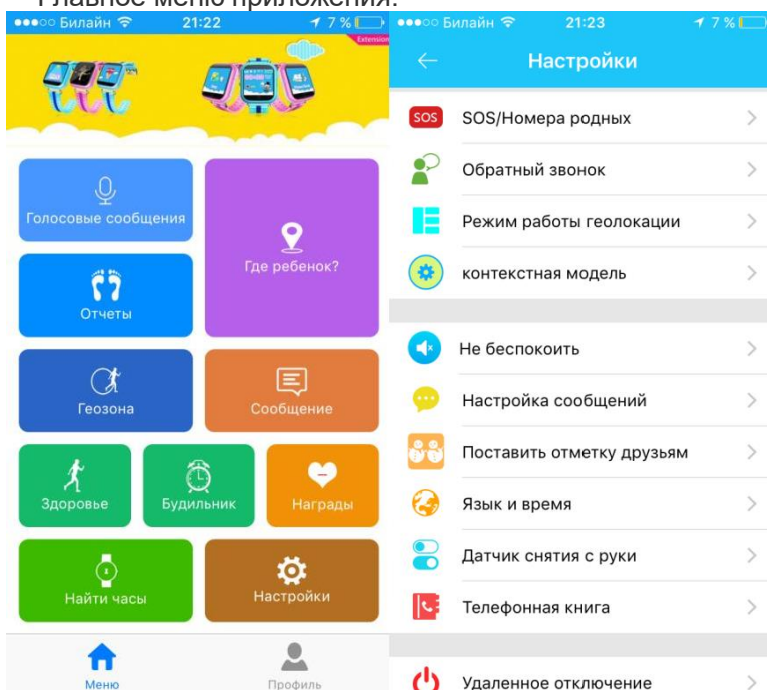 Главное меню приложения.
Билайн 21:22 7 %
Extension
Голосовые сообщения
Где ребенок?
Отчеты
Геозона
Сообщение
Здоровье
Будильник
Награды
Найти часы
Настройки
Меню
Профиль
Билайн 21:23 7 %
Настройки
SOS SOS/Номера родных
Обратный звонок
Режим работы геолокации
контекстная модель
Не беспокоить
Настройка сообщений
Поставить отметку друзьям
Язык и время
Датчик снятия с руки
Телефонная книга
Удаленное отключение